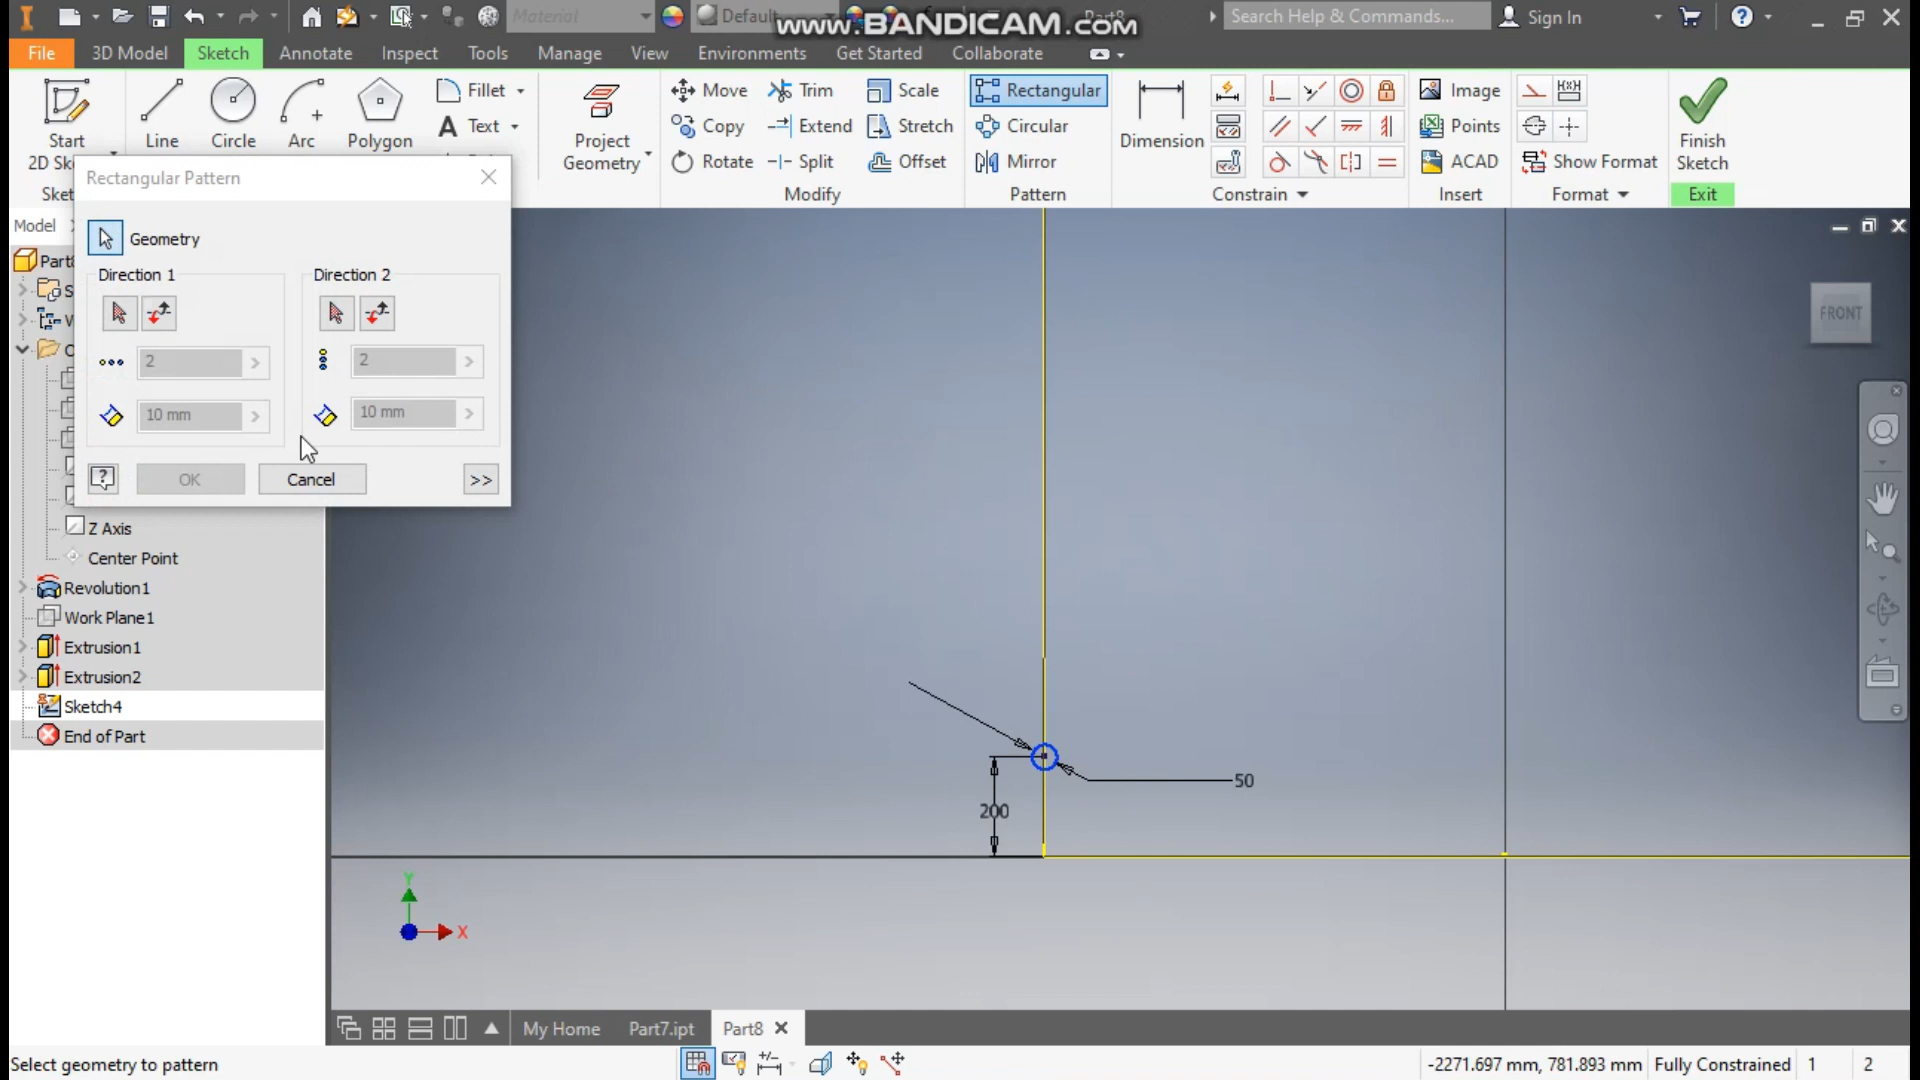 Material
Default
www.BANDICAM.com
Search Help & Commands...
Sign In
File
3D Model
Sketch
Annotate
Inspect
Tools
Manage
View
Environments
Get Started
Collaborate
Start
Line
Circle
Arc
Polygon
Fillet
Text
Project
Geometry
Move
Copy
Rotate
Trim
Extend
Split
Scale
Stretch
Offset
Modify
Rectangular
Circular
Mirror
Pattern
Dimension
Constrain
Image
Points
ACAD
Insert
Show Format
Format
Finish
Sketch
Exit
Model
Rectangular Pattern
Geometry
Direction 1
Direction 2
2
2
10 mm
10 mm
OK
Cancel
>>
Z Axis
Center Point
Revolution1
Work Plane1
Extrusion1
Extrusion2
Sketch4
End of Part
FRONT
50
200
Y
X
My Home
Part7.ipt
Part8
Select geometry to pattern
-2271.697 mm, 781.893 mm
Fully Constrained
1
2